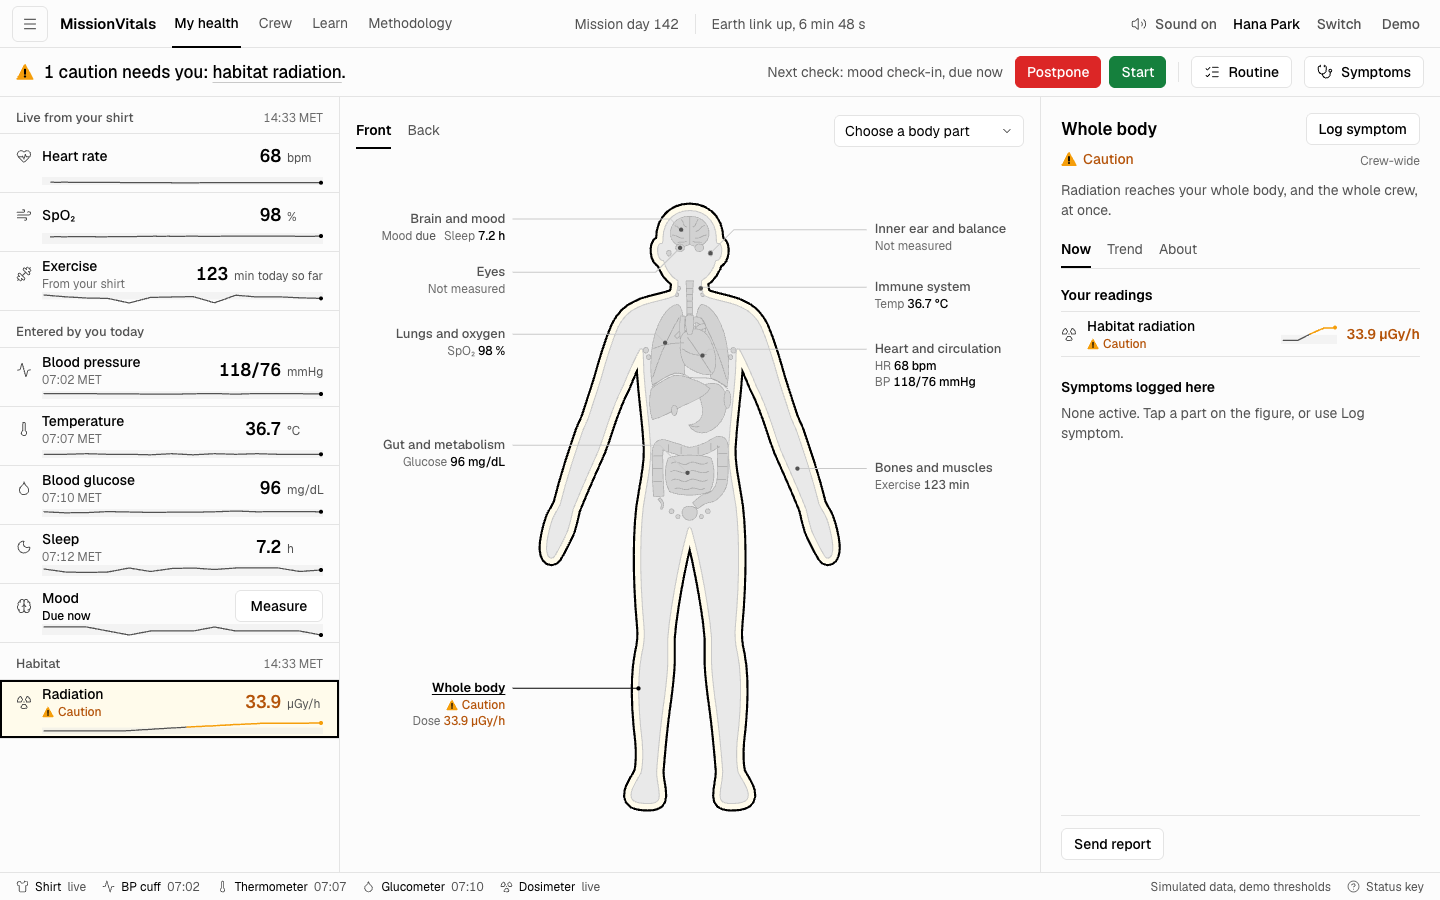 MissionVitals
My health
Crew
Learn
Methodology
Mission day 142
Earth link up, 6 min 48 s
Sound on
Hana Park
Switch
Demo
1 caution needs you: habitat radiation.
Next check: mood check-in, due now
Postpone
Start
Routine
Symptoms
Live from your shirt
14:33 MET
Heart rate
68 bpm
SpO₂
98 %
Exercise
From your shirt
123 min today so far
Entered by you today
Blood pressure
07:02 MET
118/76 mmHg
Temperature
07:07 MET
36.7 °C
Blood glucose
07:10 MET
96 mg/dL
Sleep
07:12 MET
7.2 h
Mood
Due now
Measure
Habitat
14:33 MET
Radiation
Caution
33.9 µGy/h
Front
Back
Choose a body part
Brain and mood
Mood due Sleep 7.2 h
Eyes
Not measured
Lungs and oxygen
SpO₂ 98 %
Gut and metabolism
Glucose 96 mg/dL
Whole body
Caution
Dose 33.9 µGy/h
Inner ear and balance
Not measured
Immune system
Temp 36.7 °C
Heart and circulation
HR 68 bpm
BP 118/76 mmHg
Bones and muscles
Exercise 123 min
Whole body
Log symptom
Caution
Crew-wide
Radiation reaches your whole body, and the whole crew,
at once.
Now
Trend
About
Your readings
Habitat radiation
Caution
33.9 µGy/h
Symptoms logged here
None active. Tap a part on the figure, or use Log
symptom.
Send report
Shirt live
BP cuff 07:02
Thermometer 07:07
Glucometer 07:10
Dosimeter live
Simulated data, demo thresholds
Status key